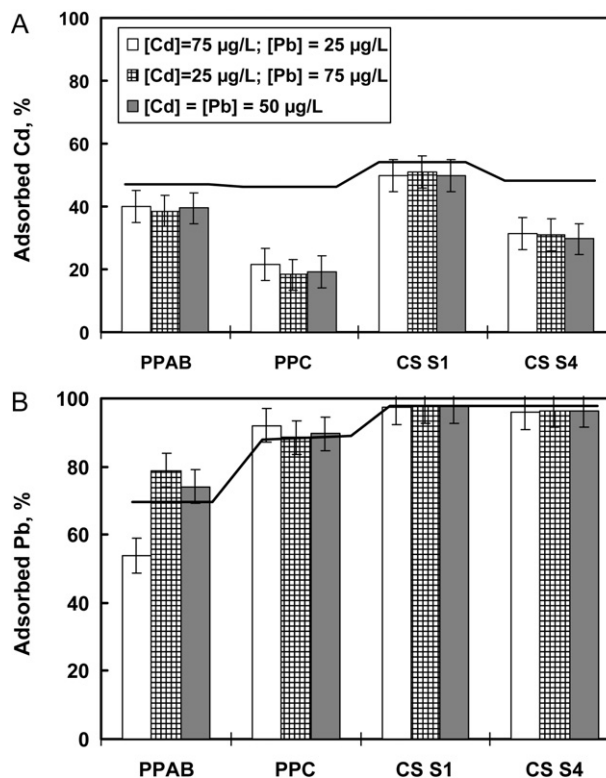 A
[Cd]=75 µg/L; [Pb] = 25 µg/L
[Cd]=25 µg/L; [Pb] = 75 µg/L
[Cd] = [Pb] = 50 µg/L
Adsorbed Cd, %
100
80
60
40
20
0
PPAB PPC CS S1 CS S4
B
Adsorbed Pb, %
100
80
60
40
20
0
PPAB PPC CS S1 CS S4